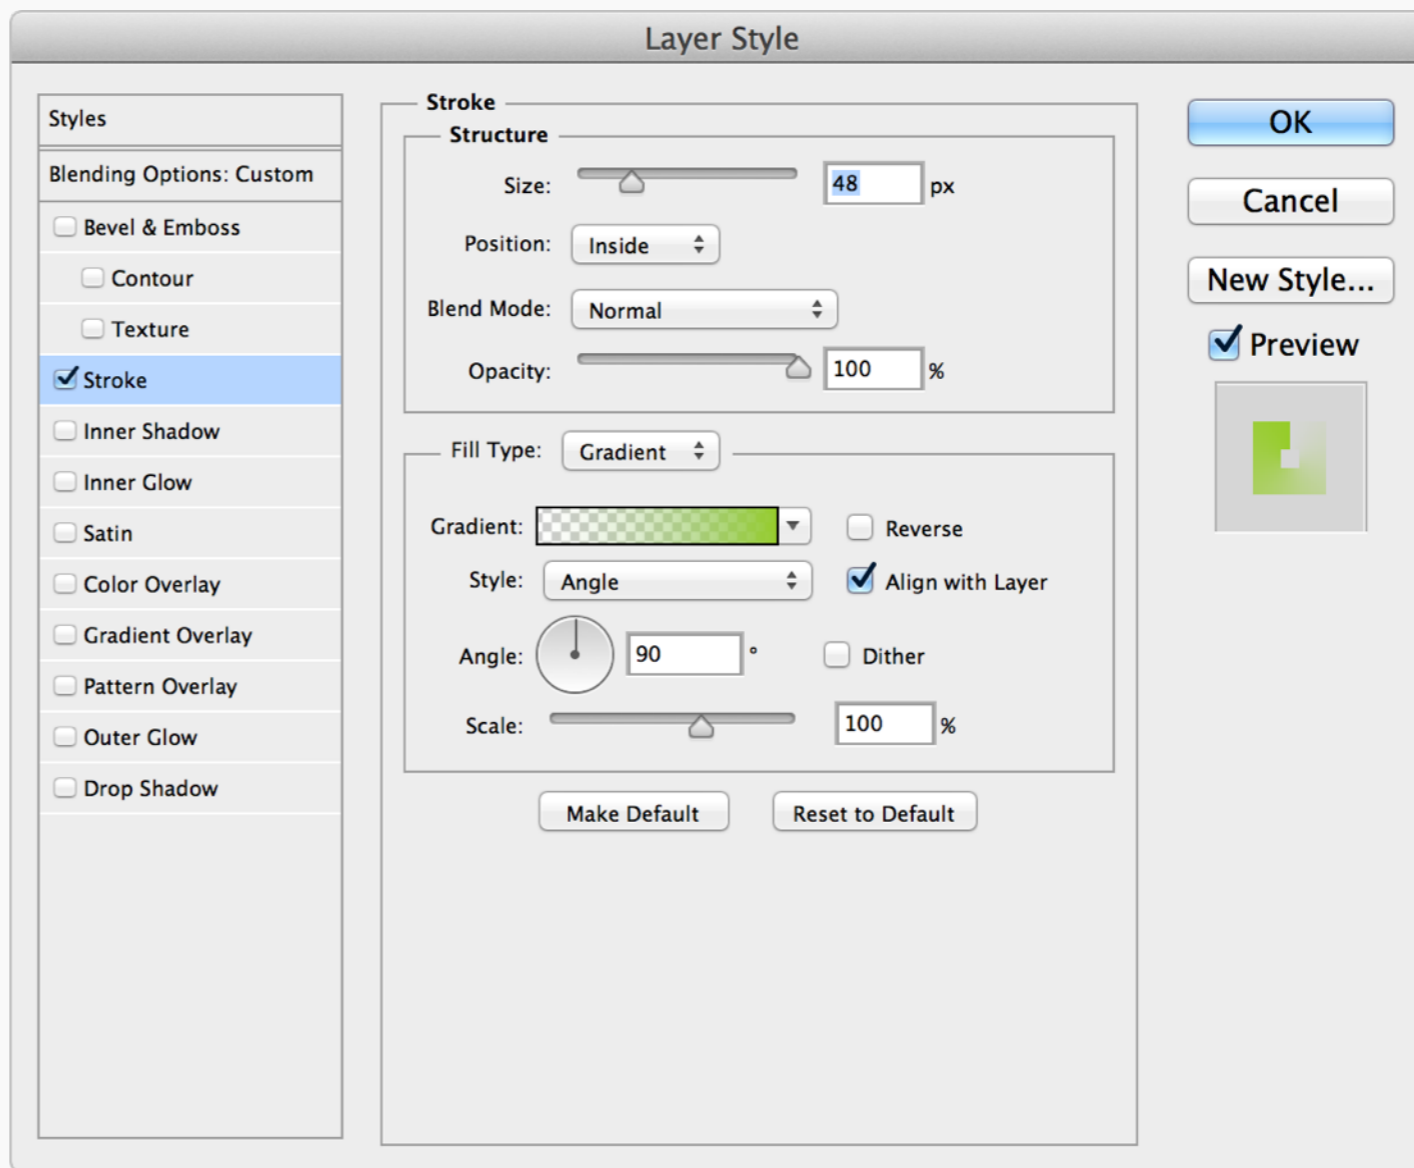 Layer Style
Styles
Blending Options: Custom
Bevel & Emboss
Contour
Texture
Stroke
Inner Shadow
Inner Glow
Satin
Color Overlay
Gradient Overlay
Pattern Overlay
Outer Glow
Drop Shadow
Stroke
Structure
Size: 48 px
Position: Inside
Blend Mode: Normal
Opacity: 100 %
Fill Type: Gradient
Gradient: Reverse
Style: Angle Align with Layer
Angle: 90 ° Dither
Scale: 100 %
Make Default Reset to Default
OK
Cancel
New Style...
Preview